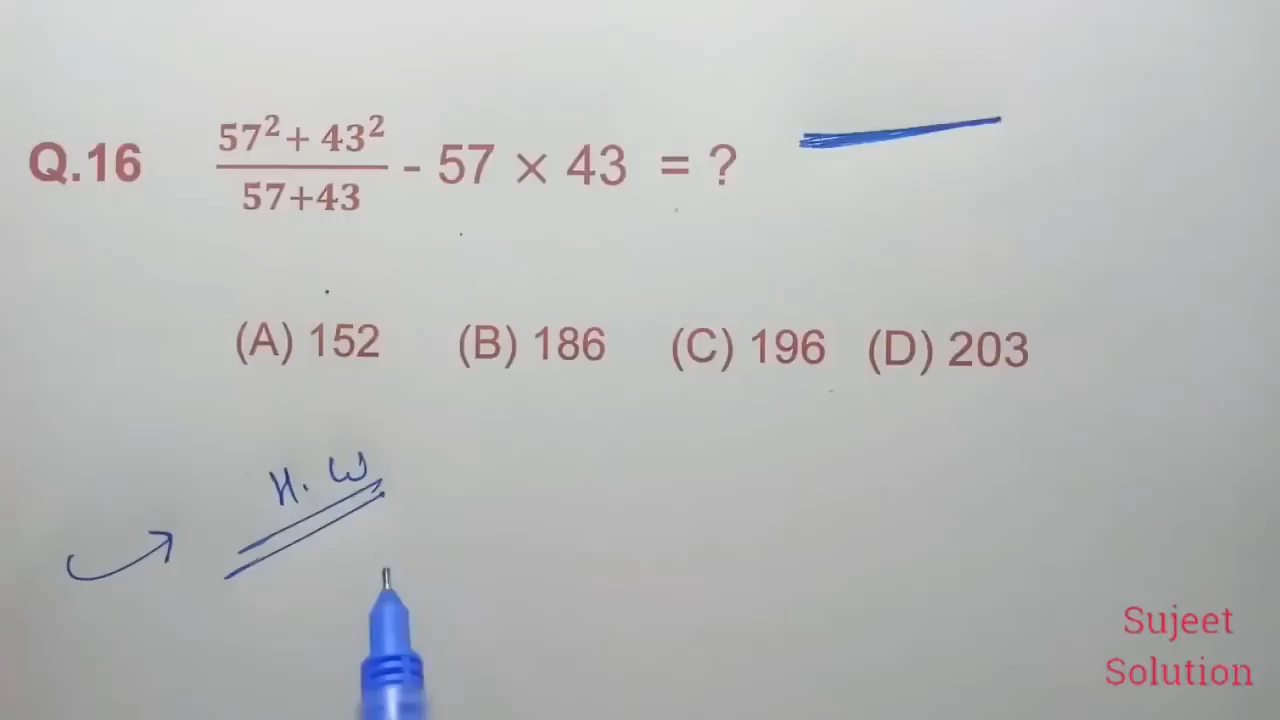 Q.16 57²+ 43² / 57+43 - 57 × 43 = ?
(A) 152 (B) 186 (C) 196 (D) 203
H. W
Sujeet
Solution